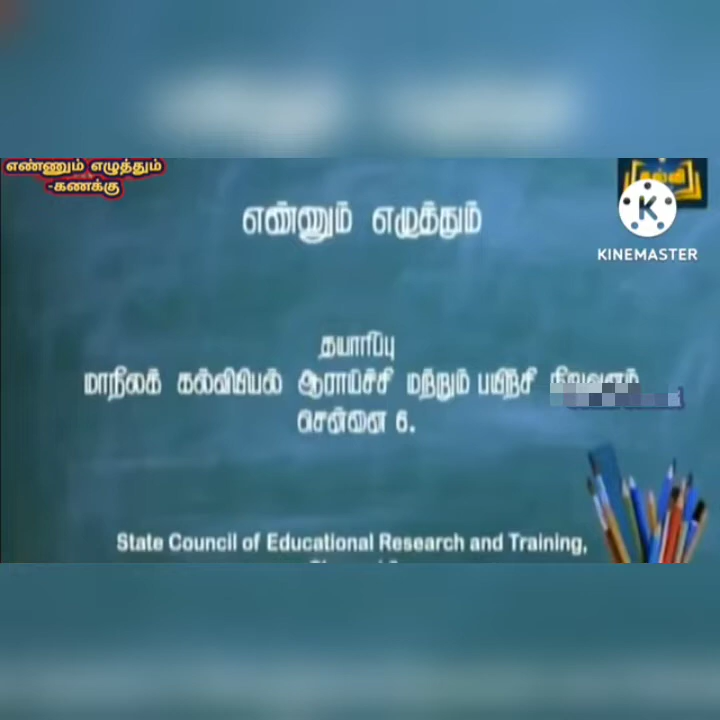 எண்ணும் எழுத்தும்
-கணக்கு
கல்வி
KINEMASTER
எண்ணும் எழுத்தும்
தயாரிப்பு
மாநிலக் கல்வியியல் ஆராய்ச்சி மற்றும் பயிற்சி
சென்னை 6.
State Council of Educational Research and Training,